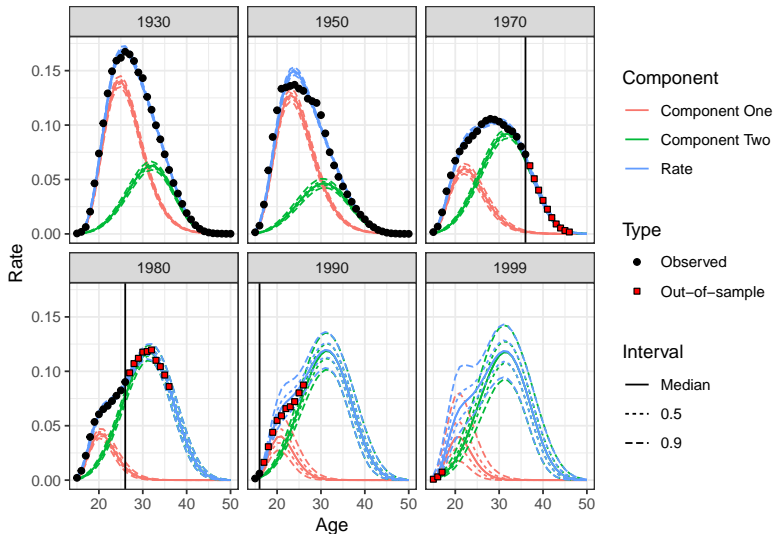 1930 1950 1970
0.15
0.10
0.05
0.00
1980 1990 1999
0.15
0.10
0.05
0.00
20 30 40 50 20 30 40 50 20 30 40 50
Age
Rate
Component
Component One
Component Two
Rate
Type
Observed
Out−of−sample
Interval
Median
0.5
0.9